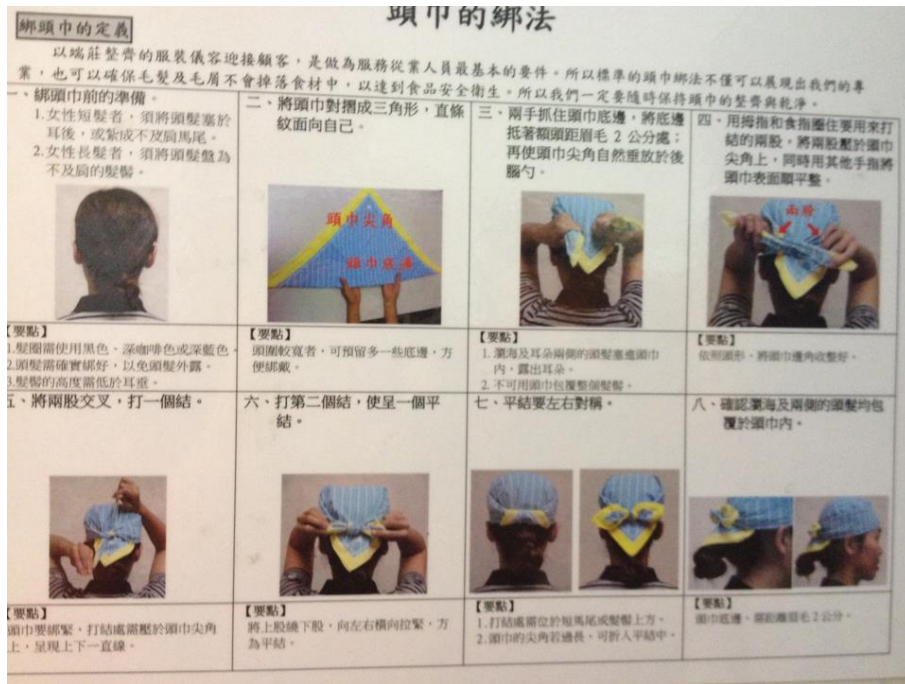 頭巾的綁法
綁頭巾的定義
以端莊整齊的服裝儀容迎接顧客，是做為服務從業人員最基本的要件。所以標準的頭巾綁法不僅可以展現出我們的專
業，也可以確保毛髮及毛屑不會掉落食材中，以達到食品安全衛生。所以我們一定要隨時保持頭巾的整齊與乾淨。
一、綁頭巾前的準備。
1.女性短髮者，須將頭髮塞於
耳後，或紮成不及肩馬尾。
2.女性長髮者，須將頭髮盤為
不及肩的髮髻。
【要點】
1.髮圈需使用黑色、深咖啡色或深藍色。
2.頭髮需確實綁好，以免頭髮外露。
3.髮髻的高度需低於耳垂。
二、將頭巾對摺成三角形，直條
紋面向自己。
頭巾尖角
頭巾底邊
【要點】
頭圍較寬者，可預留多一些底邊，方
便綁戴。
三、兩手抓住頭巾底邊，將底邊
抵著額頭距眉毛 2 公分處；
再使頭巾尖角自然垂放於後
腦勺。
【要點】
1. 瀏海及耳朵兩側的頭髮塞進頭巾
內，露出耳朵。
2. 不可用頭巾包覆整個髮髻。
四、用拇指和食指圈住要用來打
結的兩股，將兩股壓於頭巾
尖角上，同時用其他手指將
頭巾表面順平整。
兩股
【要點】
依照頭形，將頭巾邊角收整好。
五、將兩股交叉，打一個結。
【要點】
頭巾要綁緊，打結處需壓於頭巾尖角
上，呈現上下一直線。
六、打第二個結，使呈一個平
結。
【要點】
將上股繞下股，向左右橫向拉緊，方
為平結。
七、平結要左右對稱。
【要點】
1.打結處需位於短馬尾或髮髻上方。
2.頭巾的尖角若過長，可折入平結中。
八、確認瀏海及兩側的頭髮均包
覆於頭巾內。
【要點】
頭巾底邊，需距離眉毛 2 公分。